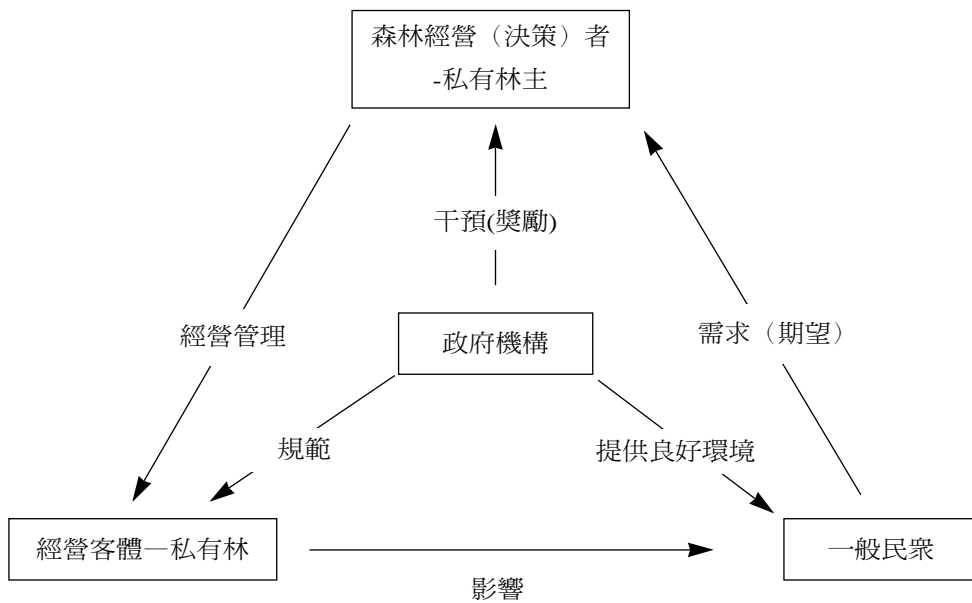 森林經營（決策）者
-私有林主
干預(獎勵)
經營管理
政府機構
需求（期望）
規範
提供良好環境
經營客體—私有林
一般民衆
影響